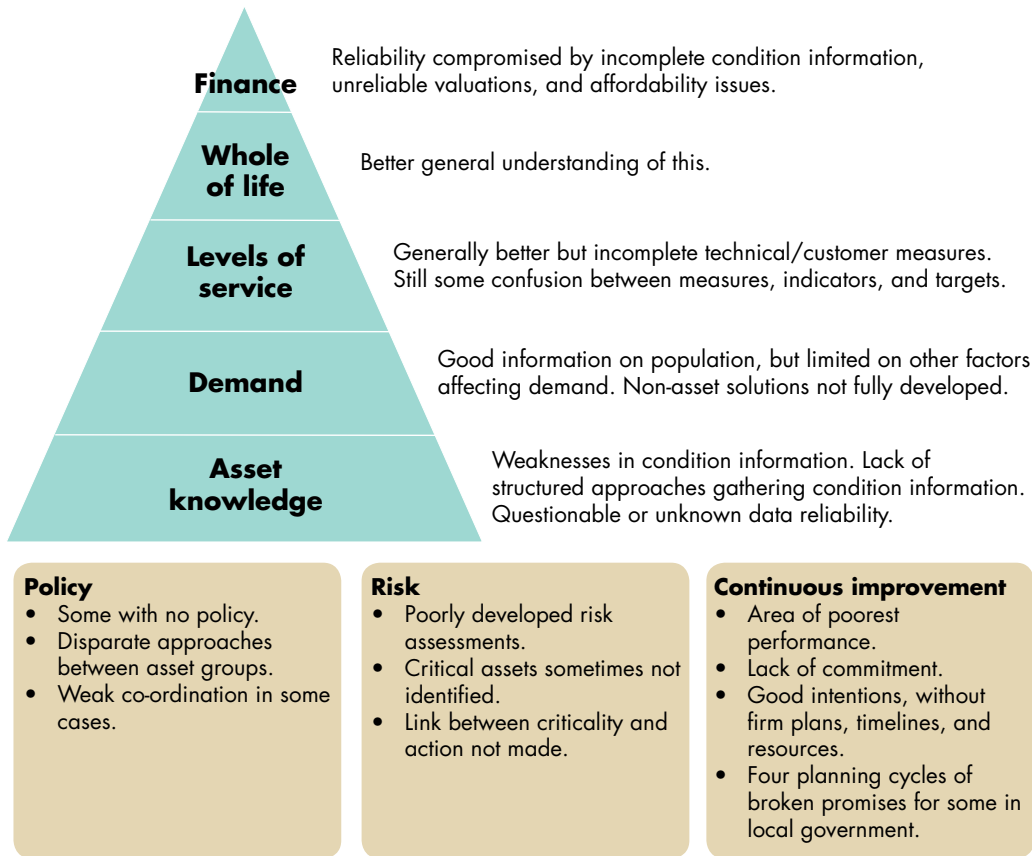 Finance
Reliability compromised by incomplete condition information,
unreliable valuations, and affordability issues.
Whole
of life
Better general understanding of this.
Levels of
service
Generally better but incomplete technical/customer measures.
Still some confusion between measures, indicators, and targets.
Demand
Good information on population, but limited on other factors
affecting demand. Non-asset solutions not fully developed.
Asset
knowledge
Weaknesses in condition information. Lack of
structured approaches gathering condition information.
Questionable or unknown data reliability.
Policy
• Some with no policy.
• Disparate approaches
between asset groups.
• Weak co-ordination in some
cases.
Risk
• Poorly developed risk
assessments.
• Critical assets sometimes not
identified.
• Link between criticality and
action not made.
Continuous improvement
• Area of poorest
performance.
• Lack of commitment.
• Good intentions, without
firm plans, timelines, and
resources.
• Four planning cycles of
broken promises for some in
local government.